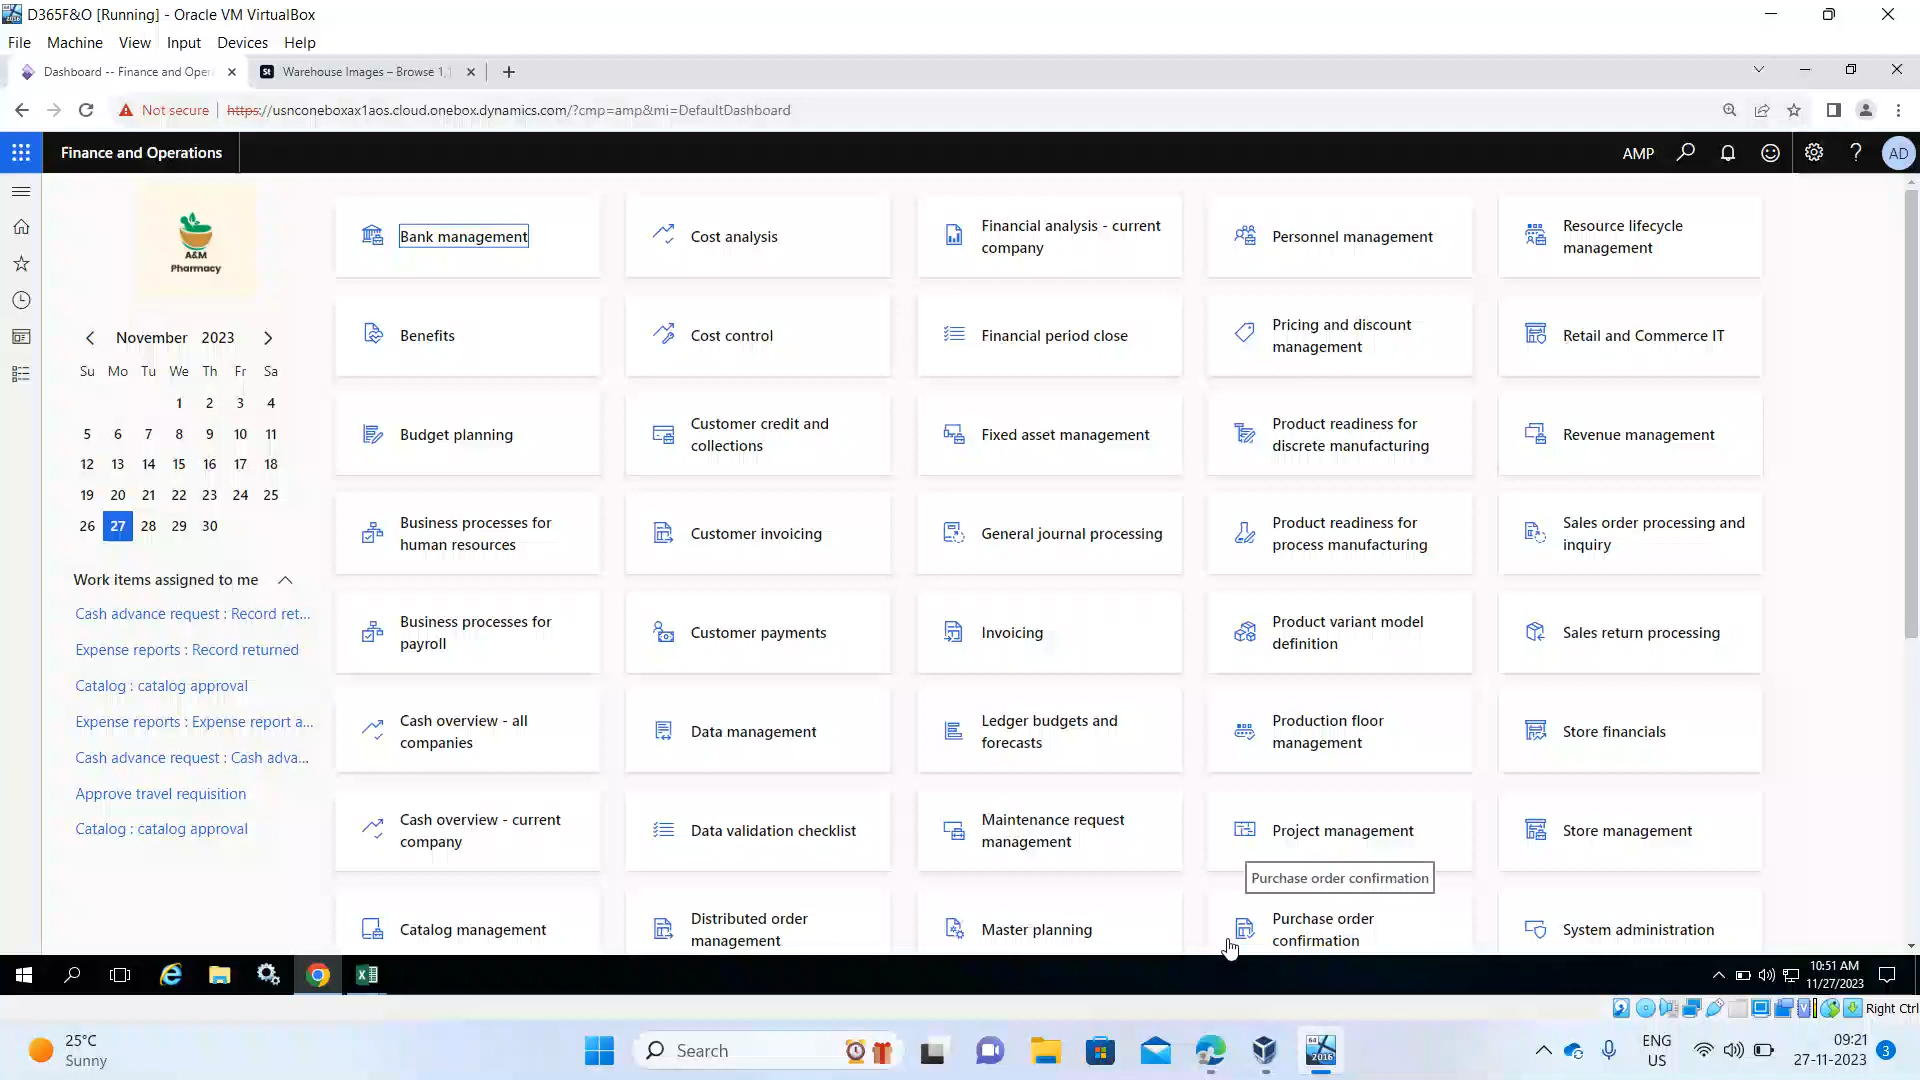 D365F&O [Running] - Oracle VM VirtualBox
File Machine View Input Devices Help
Dashboard -- Finance and Oper
Warehouse Images – Browse 1,
Not secure
https://usnconeboxax1aos.cloud.onebox.dynamics.com/?cmp=amp&mi=DefaultDashboard
Finance and Operations
AMP
AD
A&M
Pharmacy
November 2023
Su Mo Tu We Th Fr Sa
1 2 3 4
5 6 7 8 9 10 11
12 13 14 15 16 17 18
19 20 21 22 23 24 25
26 27 28 29 30
Work items assigned to me
Cash advance request : Record ret...
Expense reports : Record returned
Catalog : catalog approval
Expense reports : Expense report a...
Cash advance request : Cash adva...
Approve travel requisition
Catalog : catalog approval
Bank management
Benefits
Budget planning
Business processes for
human resources
Business processes for
payroll
Cash overview - all
companies
Cash overview - current
company
Catalog management
Cost analysis
Cost control
Customer credit and
collections
Customer invoicing
Customer payments
Data management
Data validation checklist
Distributed order
management
Financial analysis - current
company
Financial period close
Fixed asset management
General journal processing
Invoicing
Ledger budgets and
forecasts
Maintenance request
management
Master planning
Personnel management
Pricing and discount
management
Product readiness for
discrete manufacturing
Product readiness for
process manufacturing
Product variant model
definition
Production floor
management
Project management
Purchase order confirmation
Purchase order
confirmation
Resource lifecycle
management
Retail and Commerce IT
Revenue management
Sales order processing and
inquiry
Sales return processing
Store financials
Store management
System administration
10:51 AM
11/27/2023
Right Ctrl
25°C
Sunny
Search
64
2016
ENG
US
09:21
27-11-2023
3